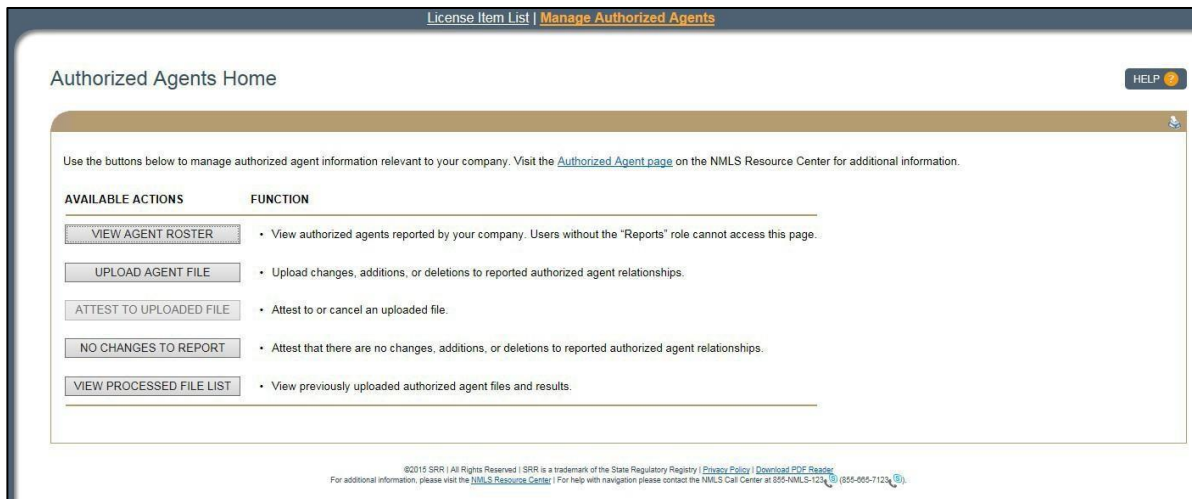 License Item List | Manage Authorized Agents
Authorized Agents Home
HELP ?
Use the buttons below to manage authorized agent information relevant to your company. Visit the Authorized Agent page on the NMLS Resource Center for additional information.
AVAILABLE ACTIONS FUNCTION
VIEW AGENT ROSTER • View authorized agents reported by your company. Users without the "Reports" role cannot access this page.
UPLOAD AGENT FILE • Upload changes, additions, or deletions to reported authorized agent relationships.
ATTEST TO UPLOADED FILE • Attest to or cancel an uploaded file.
NO CHANGES TO REPORT • Attest that there are no changes, additions, or deletions to reported authorized agent relationships.
VIEW PROCESSED FILE LIST • View previously uploaded authorized agent files and results.
©2015 SRR | All Rights Reserved | SRR is a trademark of the State Regulatory Registry | Privacy Policy | Download PDF Reader
For additional information, please visit the NMLS Resource Center | For help with navigation please contact the NMLS Call Center at 855-NMLS-123 (855-665-7123).